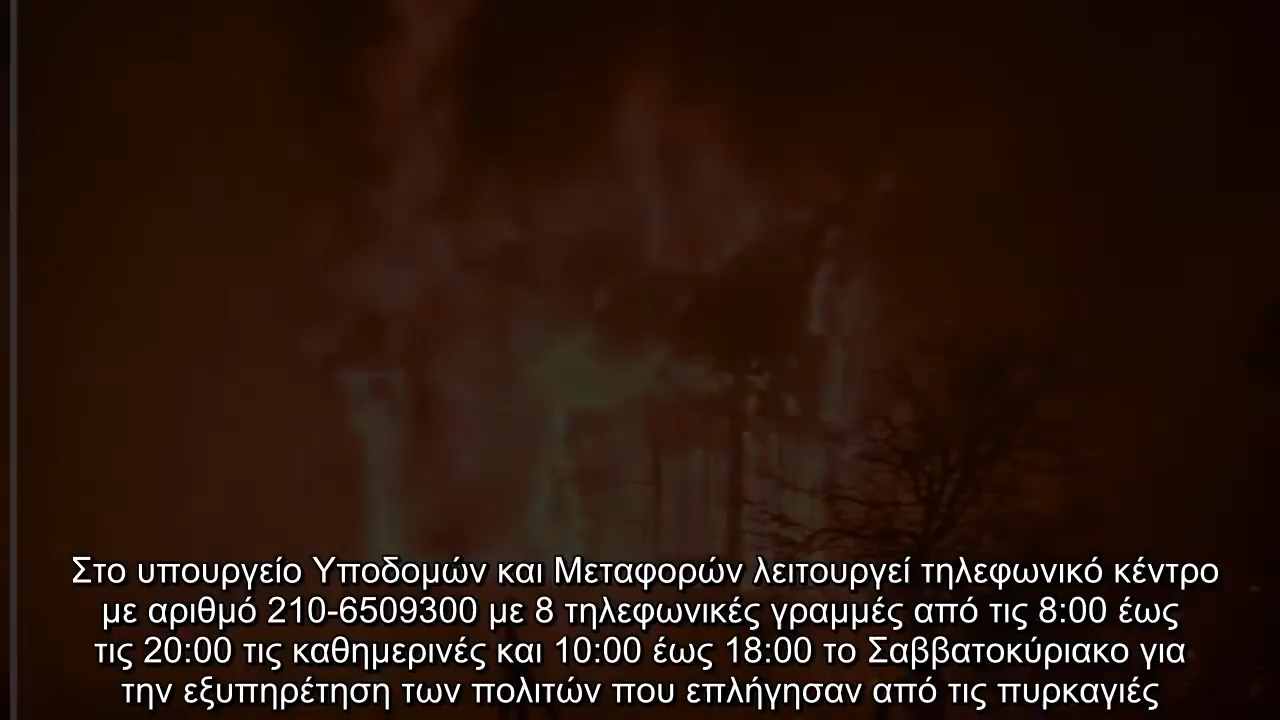 Στο υπουργείο Υποδομών και Μεταφορών λειτουργεί τηλεφωνικό κέντρο
με αριθμό 210-6509300 με 8 τηλεφωνικές γραμμές από τις 8:00 έως
τις 20:00 τις καθημερινές και 10:00 έως 18:00 το Σαββατοκύριακο για
την εξυπηρέτηση των πολιτών που επλήγησαν από τις πυρκαγιές